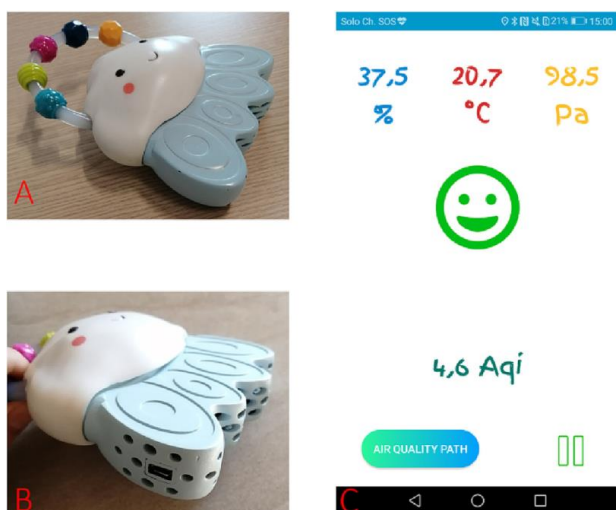 A
B
Solo Ch. SOS
21% 15:00
37,5 20,7 98,5
% °C Pa
4,6 Aqi
AIR QUALITY PATH
C